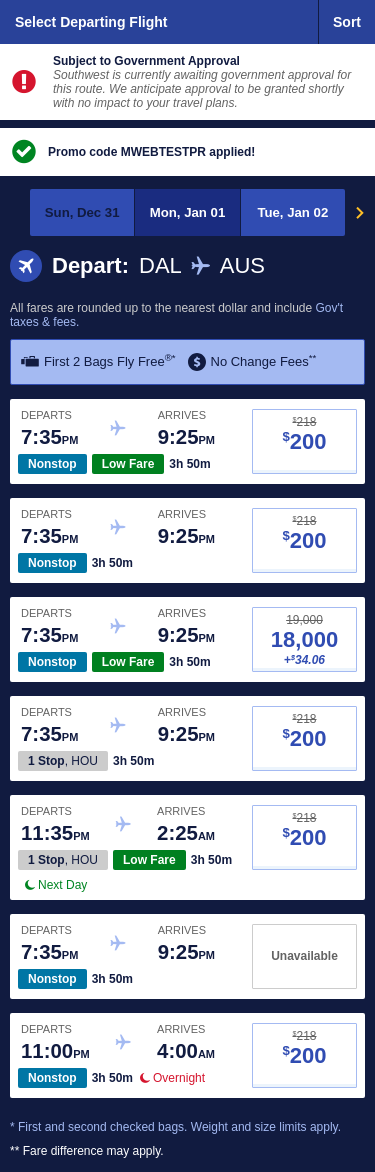 Select Departing Flight Sort
Subject to Government Approval
Southwest is currently awaiting government approval for
this route. We anticipate approval to be granted shortly
with no impact to your travel plans.
Promo code MWEBTESTPR applied!
Sun, Dec 31 Mon, Jan 01 Tue, Jan 02
Depart: DAL AUS
All fares are rounded up to the nearest dollar and include Gov't
taxes & fees.
First 2 Bags Fly Free®* $ No Change Fees**
DEPARTS ARRIVES $218
7:35PM 9:25PM $200
Nonstop Low Fare 3h 50m
DEPARTS ARRIVES $218
7:35PM 9:25PM $200
Nonstop 3h 50m
DEPARTS ARRIVES 19,000
7:35PM 9:25PM 18,000
Nonstop Low Fare 3h 50m +$34.06
DEPARTS ARRIVES $218
7:35PM 9:25PM $200
1 Stop, HOU 3h 50m
DEPARTS ARRIVES $218
11:35PM 2:25AM $200
1 Stop, HOU Low Fare 3h 50m
Next Day
DEPARTS ARRIVES
7:35PM 9:25PM Unavailable
Nonstop 3h 50m
DEPARTS ARRIVES $218
11:00PM 4:00AM $200
Nonstop 3h 50m Overnight
* First and second checked bags. Weight and size limits apply.
** Fare difference may apply.